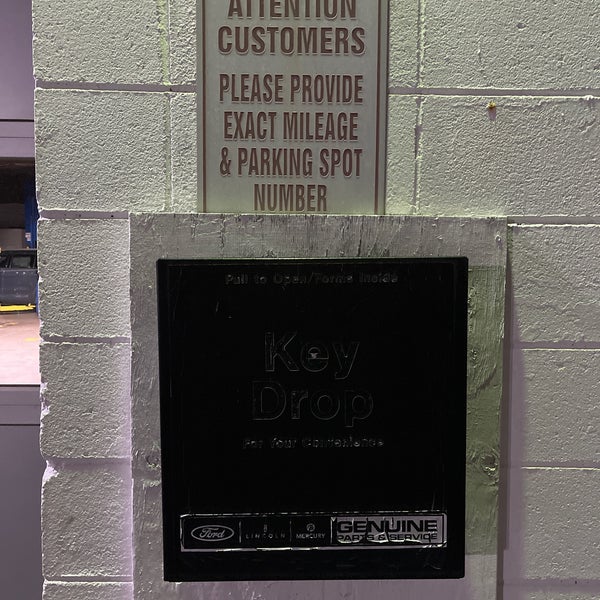 ATTENTION
CUSTOMERS
PLEASE PROVIDE
EXACT MILEAGE
& PARKING SPOT
NUMBER
Pull to Open/Forms Inside
Key
Drop
For Your Convenience
Ford LINCOLN MERCURY GENUINE
PARTS & SERVICE